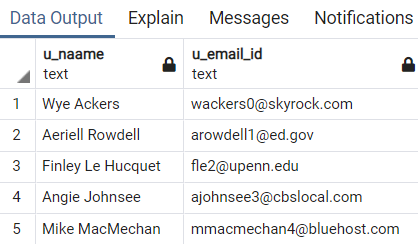 Data Output Explain Messages Notifications
u_naame u_email_id
text text
1 Wye Ackers wackers0@skyrock.com
2 Aeriell Rowdell arowdell1@ed.gov
3 Finley Le Hucquet fle2@upenn.edu
4 Angie Johnsee ajohnsee3@cbslocal.com
5 Mike MacMechan mmacmechan4@bluehost.com